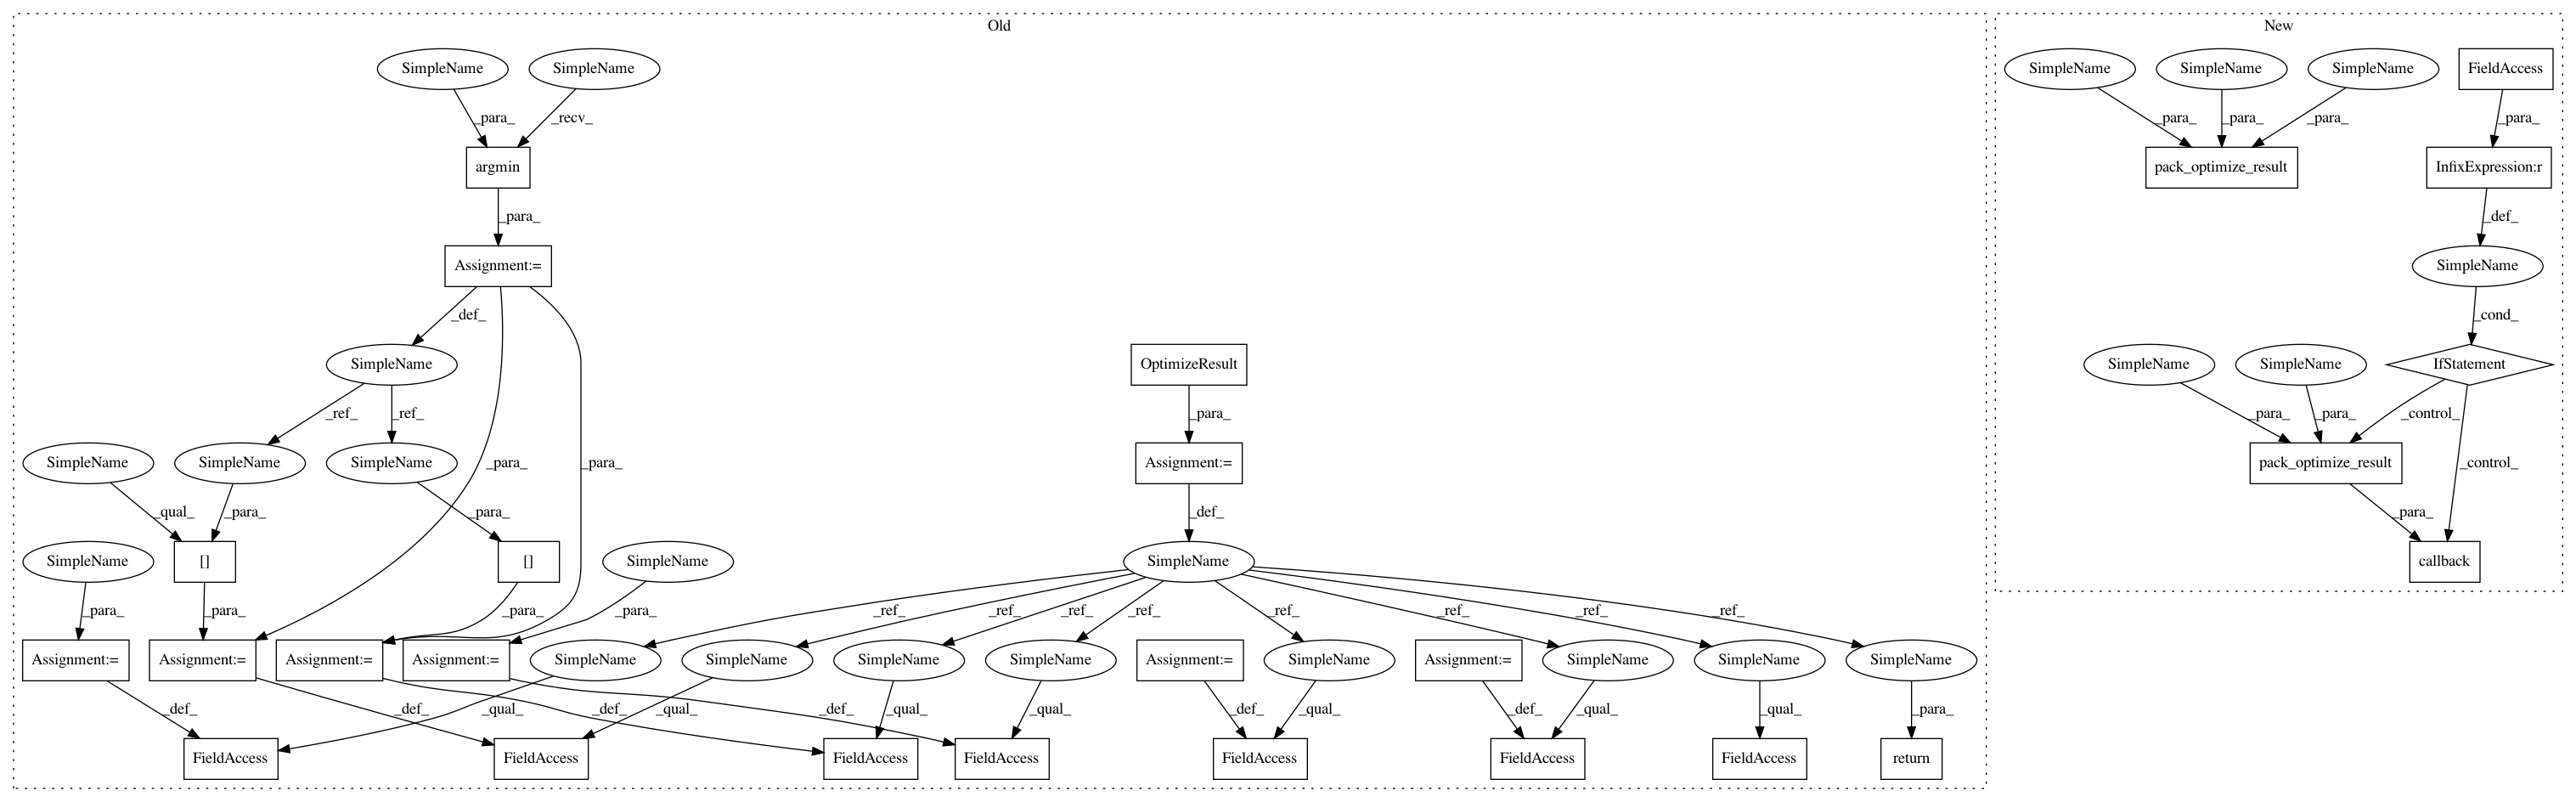 Old
New
SimpleName
SimpleName
SimpleName
SimpleName
SimpleName
FieldAccess
_para_
_recv_
_para_
_para_
_para_
_para_
argmin
pack_optimize_result
InfixExpression:r
_para_
_def_
Assignment:=
SimpleName
_def_
_cond_
SimpleName
OptimizeResult
SimpleName
SimpleName
IfStatement
_ref_
_ref_
_para_
_para_
_para_
_control_
SimpleName
SimpleName
SimpleName
_para_
_para_
Assignment:=
pack_optimize_result
_control_
_qual_
_para_
_para_
_def_
_para_
SimpleName
[]
[]
SimpleName
SimpleName
callback
_para_
_para_
_para_
_para_
_ref_
_ref_
_ref_
_ref_
_ref_
_ref_
_ref_
_ref_
Assignment:=
Assignment:=
Assignment:=
Assignment:=
SimpleName
SimpleName
SimpleName
SimpleName
Assignment:=
SimpleName
Assignment:=
SimpleName
SimpleName
SimpleName
_def_
_def_
_qual_
_def_
_qual_
_def_
_qual_
_qual_
_def_
_qual_
_def_
_qual_
_qual_
_para_
FieldAccess
FieldAccess
FieldAccess
FieldAccess
FieldAccess
FieldAccess
FieldAccess
return